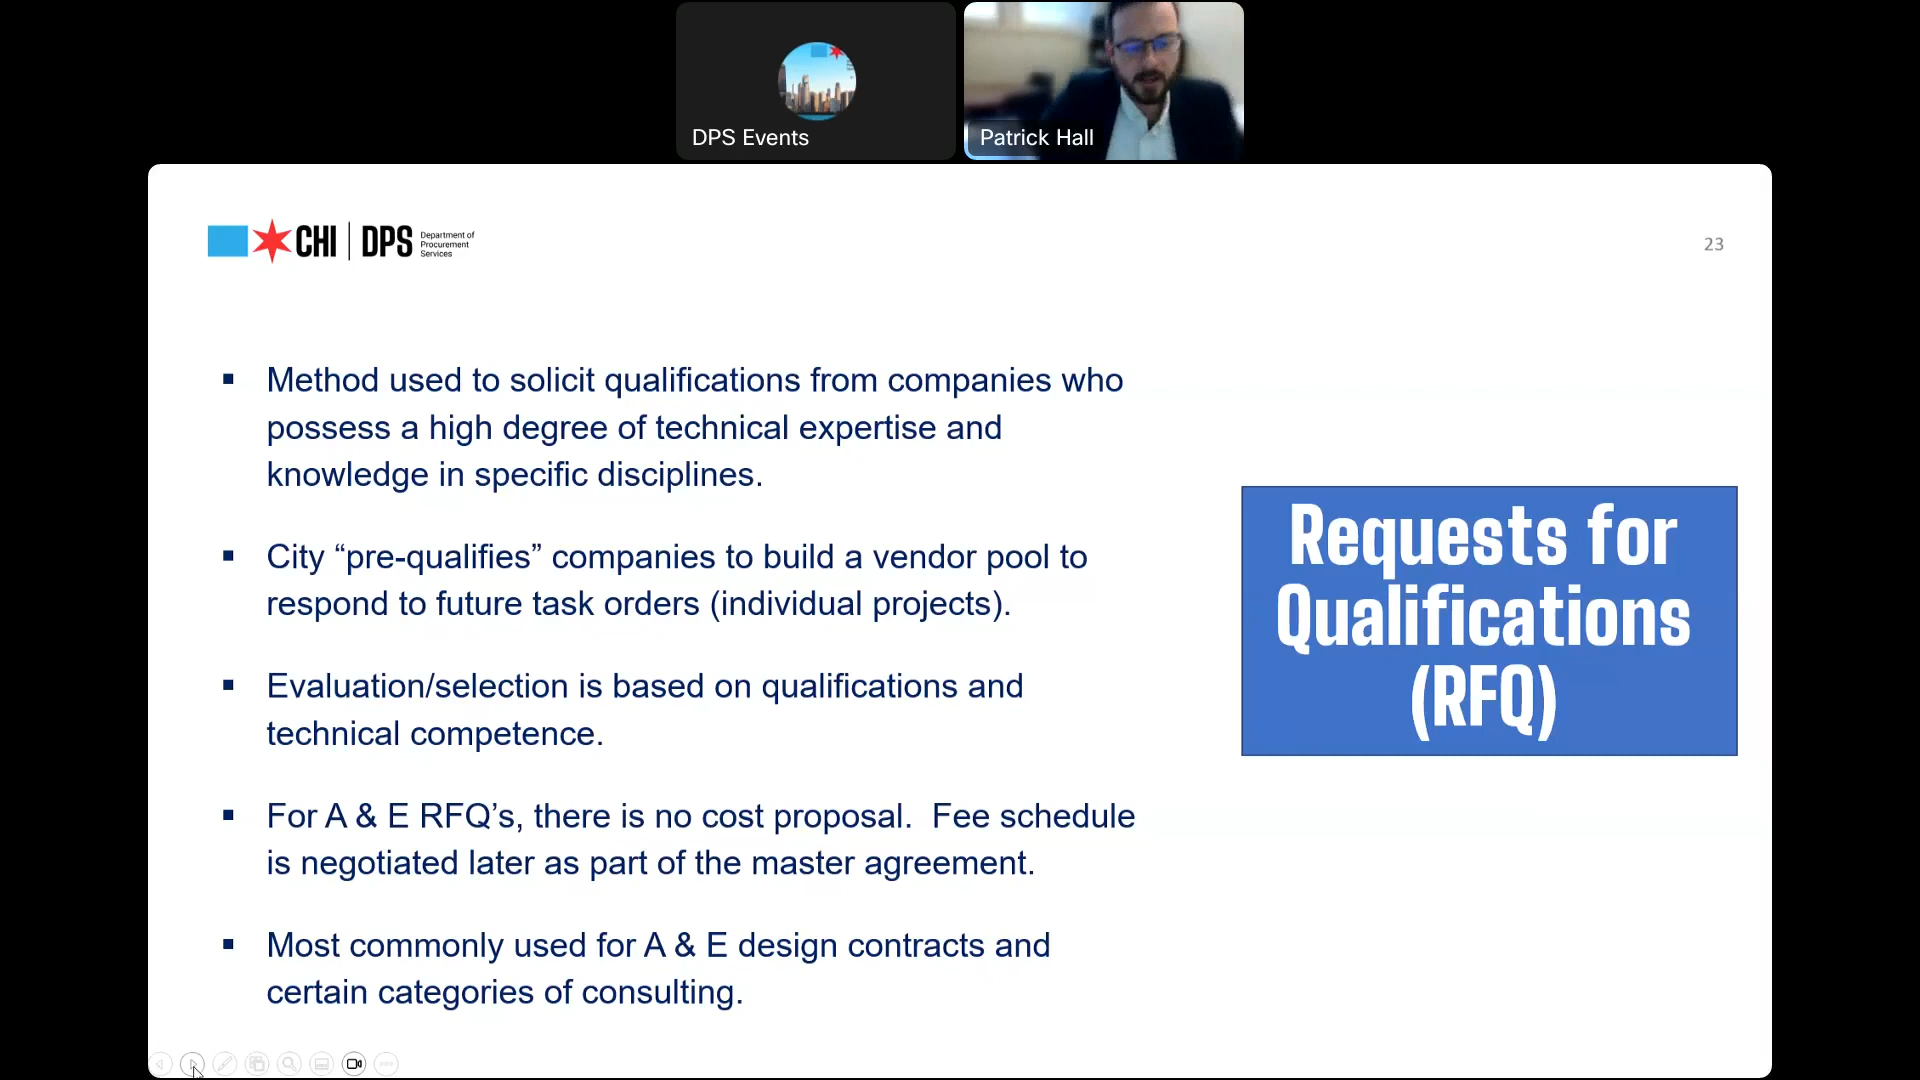 DPS Events
Patrick Hall
CHI | DPS
Department of
Procurement
Services
23
▪ Method used to solicit qualifications from companies who
possess a high degree of technical expertise and
knowledge in specific disciplines.
▪ City “pre-qualifies” companies to build a vendor pool to
respond to future task orders (individual projects).
▪ Evaluation/selection is based on qualifications and
technical competence.
▪ For A & E RFQ’s, there is no cost proposal.  Fee schedule
is negotiated later as part of the master agreement.
▪ Most commonly used for A & E design contracts and
certain categories of consulting.
Requests for
Qualifications
(RFQ)